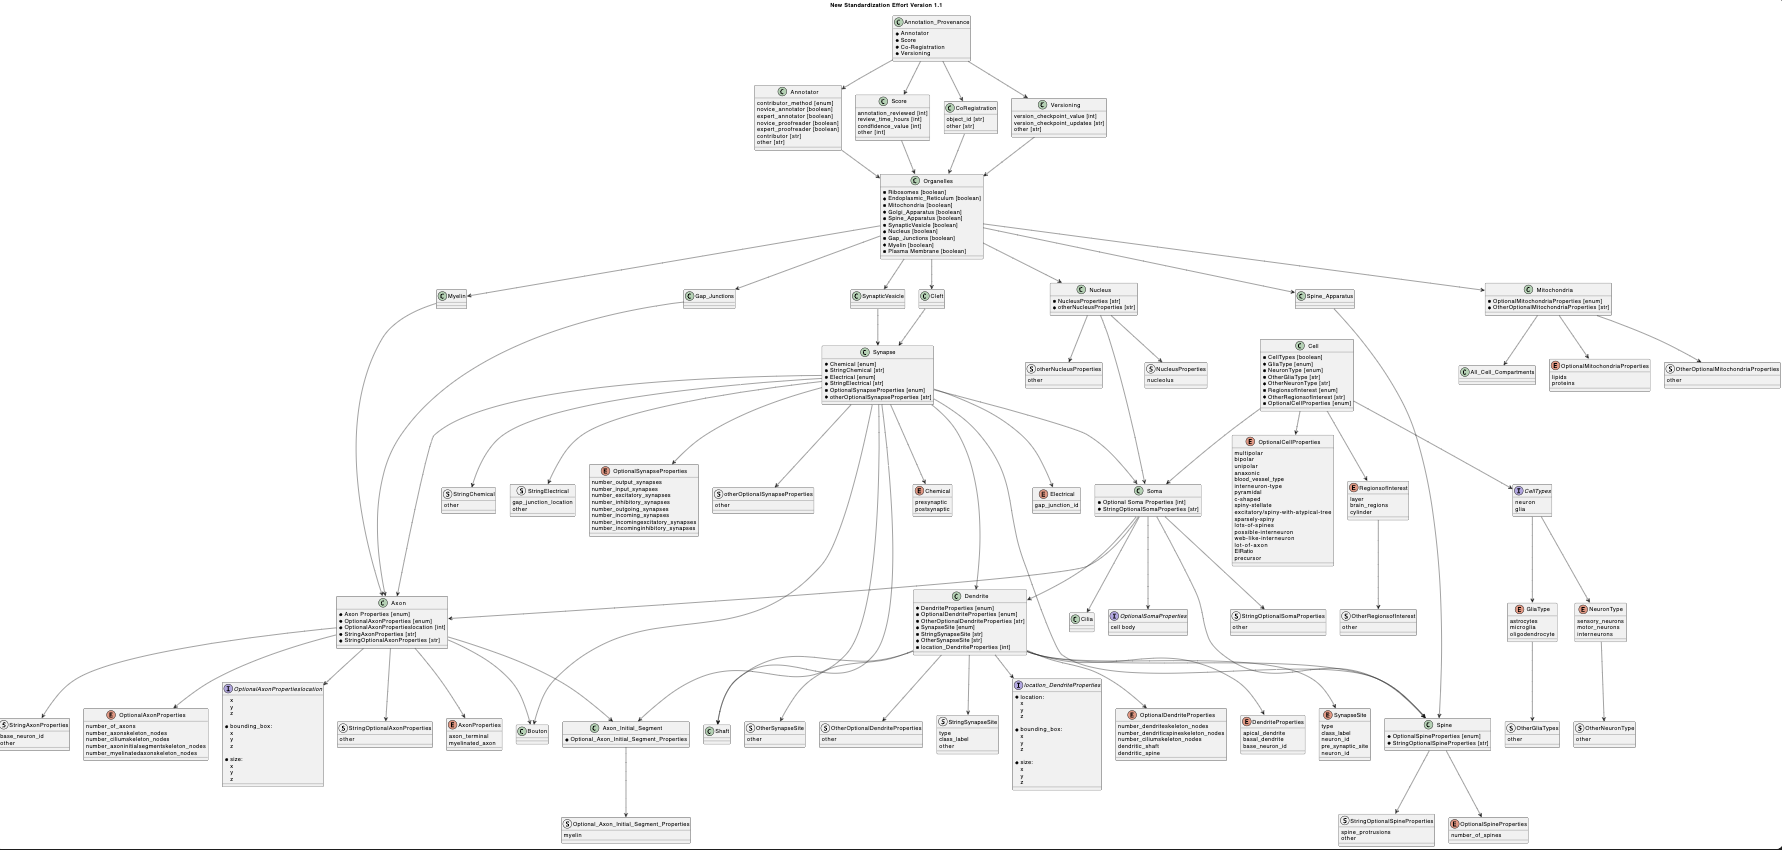 New Standardization Effort Version 1.1
C Annotation_Provenance
Annotator
Score
Co-Registration
Versioning
C Annotator
contributor_method [enum]
novice_annotator [boolean]
expert_annotator [boolean]
novice_proofreader [boolean]
expert_proofreader [boolean]
contributor [str]
other [str]
C Score
annotation_reviewed [int]
review_time_hours [int]
condfidence_value [int]
other [int]
C CoRegistration
object_id [str]
other [str]
C Versioning
version_checkpoint_value [int]
version_checkpoint_updates [str]
other [str]
C Organelles
Ribosomes [boolean]
Endoplasmic_Reticulum [boolean]
Mitochondria [boolean]
Golgi_Apparatus [boolean]
Spine_Apparatus [boolean]
SynapticVesicle [boolean]
Nucleus [boolean]
Gap_Junctions [boolean]
Myelin [boolean]
Plasma Membrane [boolean]
C Myelin
C Gap_Junctions
C SynapticVesicle
C Cleft
C Nucleus
NucleusProperties [str]
otherNucleusProperties [str]
C Spine_Apparatus
C Mitochondria
OptionalMitochondriaProperties [enum]
OtherOptionalMitochondriaProperties [str]
C Synapse
Chemical [enum]
StringChemical [str]
Electrical [enum]
StringElectrical [str]
OptionalSynapseProperties [enum]
otherOptionalSynapseProperties [str]
S otherNucleusProperties
other
S NucleusProperties
nucleolus
C Cell
CellTypes [boolean]
GliaType [enum]
NeuronType [enum]
OtherGliaType [str]
OtherNeuronType [str]
RegionsofInterest [enum]
OtherRegionsofInterest [str]
OptionalCellProperties [enum]
C All_Cell_Compartments
E OptionalMitochondriaProperties
lipids
proteins
S OtherOptionalMitochondriaProperties
other
S StringChemical
other
S StringElectrical
gap_junction_location
other
E OptionalSynapseProperties
number_output_synapses
number_input_synapses
number_excitatory_synapses
number_inhibitory_synapses
number_outgoing_synapses
number_incoming_synapses
number_incomingexcitatory_synapses
number_incominginhibitory_synapses
S otherOptionalSynapseProperties
other
E Chemical
presynaptic
postsynaptic
E Electrical
gap_junction_id
C Soma
Optional Soma Properties [int]
StringOptionalSomaProperties [str]
E OptionalCellProperties
multipolar
bipolar
unipolar
anaxonic
blood_vessel_type
interneuron-type
pyramidal
c-shaped
spiny-stellate
excitatory/spiny-with-atypical-tree
sparsely-spiny
lots-of-spines
possible-interneuron
web-like-interneuron
lot-of-axon
EIRatio
precursor
E RegionsofInterest
layer
brain_regions
cylinder
I CellTypes
neuron
glia
C Axon
Axon Properties [enum]
OptionalAxonProperties [enum]
OptionalAxonPropertieslocation [int]
StringAxonProperties [str]
StringOptionalAxonProperties [str]
C Dendrite
DendriteProperties [enum]
OptionalDendriteProperties [enum]
OtherOptionalDendriteProperties [str]
SynapseSite [enum]
StringSynapseSite [str]
OtherSynapseSite [str]
location_DendriteProperties [int]
C Cilia
I OptionalSomaProperties
cell body
S StringOptionalSomaProperties
other
S OtherRegionsofInterest
other
E GliaType
astrocytes
microglia
oligodendrocyte
E NeuronType
sensory_neurons
motor_neurons
interneurons
S StringAxonProperties
base_neuron_id
other
E OptionalAxonProperties
number_of_axons
number_axonskeleton_nodes
number_ciliumskeleton_nodes
number_axoninitialsegmentskeleton_nodes
number_myelinatedaxonskeleton_nodes
I OptionalAxonPropertieslocation
x
y
z
bounding_box:
x
y
z
size:
x
y
z
S StringOptionalAxonProperties
other
E AxonProperties
axon_terminal
myelinated_axon
C Bouton
C Axon_Initial_Segment
Optional_Axon_Initial_Segment_Properties
C Shaft
S OtherSynapseSite
other
S OtherOptionalDendriteProperties
other
S StringSynapseSite
type
class_label
other
I location_DendriteProperties
location:
x
y
z
bounding_box:
x
y
z
size:
x
y
z
E OptionalDendriteProperties
number_dendriteskeleton_nodes
number_dendriticspineskeleton_nodes
number_ciliumskeleton_nodes
dendritic_shaft
dendritic_spine
E DendriteProperties
apical_dendrite
basal_dendrite
base_neuron_id
E SynapseSite
type
class_label
neuron_id
pre_synaptic_site
neuron_id
C Spine
OptionalSpineProperties [enum]
StringOptionalSpineProperties [str]
S OtherGliaTypes
other
S OtherNeuronType
other
S Optional_Axon_Initial_Segment_Properties
myelin
S StringOptionalSpineProperties
spine_protrusions
other
E OptionalSpineProperties
number_of_spines